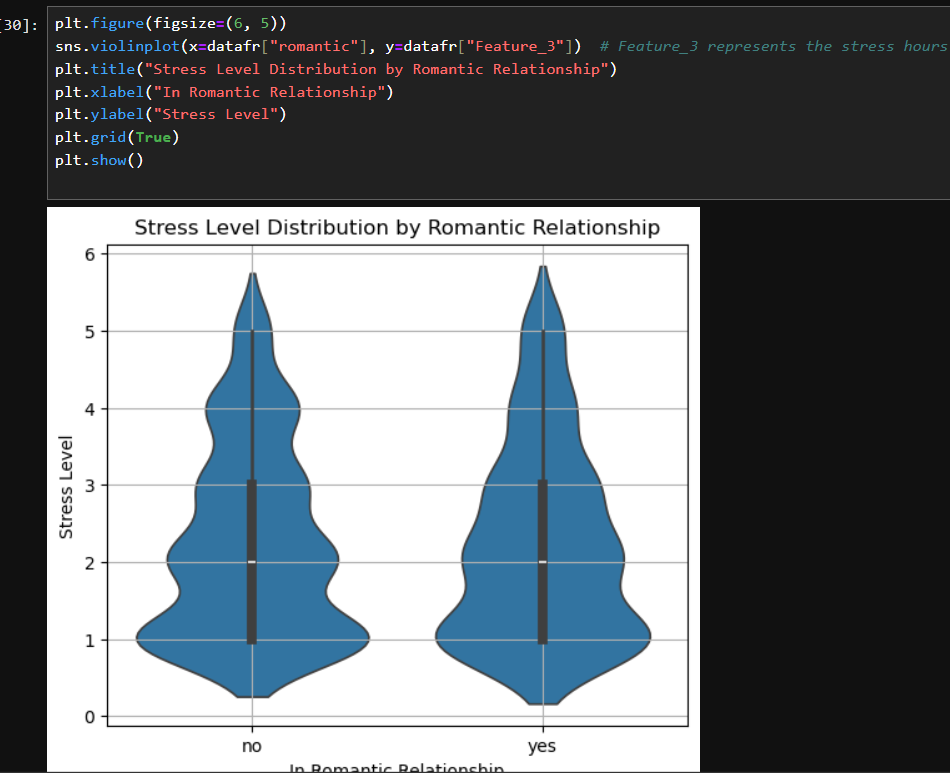 [30]:
plt.figure(figsize=(6, 5))
sns.violinplot(x=datafr["romantic"], y=datafr["Feature_3"])  # Feature_3 represents the stress hours
plt.title("Stress Level Distribution by Romantic Relationship")
plt.xlabel("In Romantic Relationship")
plt.ylabel("Stress Level")
plt.grid(True)
plt.show()
Stress Level Distribution by Romantic Relationship
Stress Level
6
5
4
3
2
1
0
no yes
In Romantic Relationship